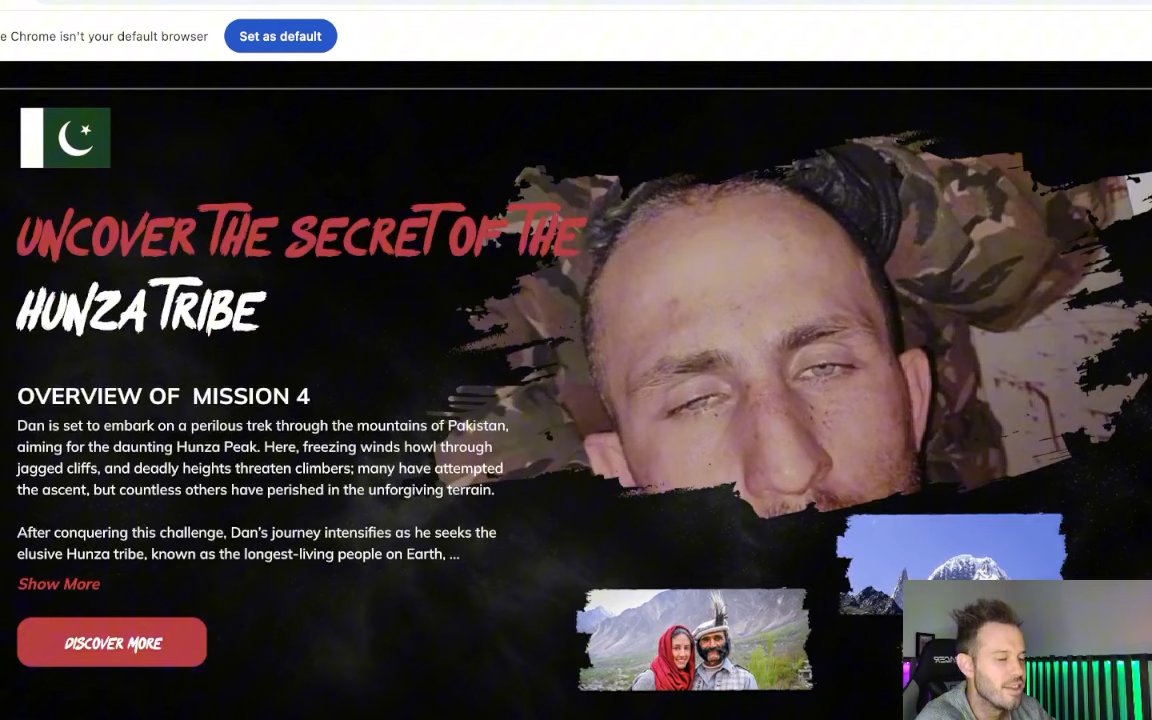 e Chrome isn't your default browser
Set as default
UNCOVER THE SECRET OF THE
HUNZA TRIBE
OVERVIEW OF MISSION 4
Dan is set to embark on a perilous trek through the mountains of Pakistan,
aiming for the daunting Hunza Peak. Here, freezing winds howl through
jagged cliffs, and deadly heights threaten climbers; many have attempted
the ascent, but countless others have perished in the unforgiving terrain.
After conquering this challenge, Dan's journey intensifies as he seeks the
elusive Hunza tribe, known as the longest-living people on Earth, ...
Show More
DISCOVER MORE